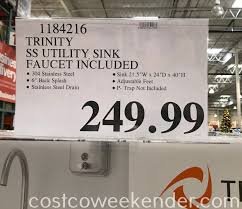 1184216
TRINITY
SS UTILITY SINK
FAUCET INCLUDED
• 304 Stainless Steel
• 6" Back Splash
• Stainless Steel Drain
• Sink 21.5"W x 24"D x 40"H
• Adjustable Feet
• P- Trap Not Included
249.99
T
costcoweekender.com